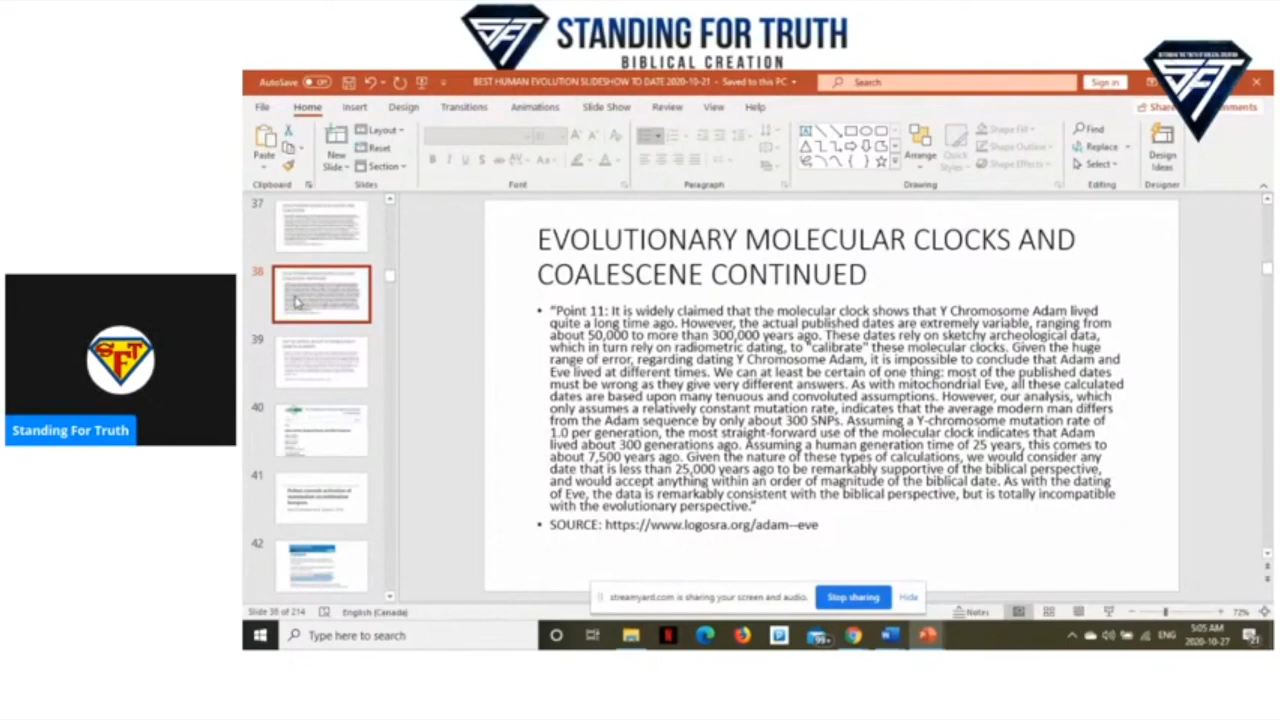 STANDING FOR TRUTH
BIBLICAL CREATION
SFT
AutoSave Off
BEST HUMAN EVOLUTION SLIDESHOW TO DATE 2020-10-21 - Saved to this PC
Search
Sign in
File Home Insert Design Transitions Animations Slide Show Review View Help
Share Comments
Paste
New Slide
Layout
Reset
Section
Arrange
Quick Styles
Shape Fill
Shape Outline
Shape Effects
Find
Replace
Select
Design Ideas
Clipboard Slides Font Paragraph Drawing Editing Designer
37
38
39
40
41
42
EVOLUTIONARY MOLECULAR CLOCKS AND
COALESCENE CONTINUED
• "Point 11: It is widely claimed that the molecular clock shows that Y Chromosome Adam lived
quite a long time ago. However, the actual published dates are extremely variable, ranging from
about 50,000 to more than 300,000 years ago. These dates rely on sketchy archeological data,
which in turn rely on radiometric dating, to "calibrate" these molecular clocks. Given the huge
range of error, regarding dating Y Chromosome Adam, it is impossible to conclude that Adam and
Eve lived at different times. We can at least be certain of one thing: most of the published dates
must be wrong as they give very different answers. As with mitochondrial Eve, all these calculated
dates are based upon many tenuous and convoluted assumptions. However, our analysis, which
only assumes a relatively constant mutation rate, indicates that the average modern man differs
from the Adam sequence by only about 300 SNPs. Assuming a Y-chromosome mutation rate of
1.0 per generation, the most straight-forward use of the molecular clock indicates that Adam
lived about 300 generations ago. Assuming a human generation time of 25 years, this comes to
about 7,500 years ago. Given the nature of these types of calculations, we would consider any
date that is less than 25,000 years ago to be remarkably supportive of the biblical perspective,
and would accept anything within an order of magnitude of the biblical date. As with the dating
of Eve, the data is remarkably consistent with the biblical perspective, but is totally incompatible
with the evolutionary perspective."
• SOURCE: https://www.logosra.org/adam--eve
SFT
Standing For Truth
streamyard.com is sharing your screen and audio.
Stop sharing
Hide
Slide 38 of 214
English (Canada)
Notes
72%
Type here to search
99+
ENG
5:05 AM
2020-10-27
21